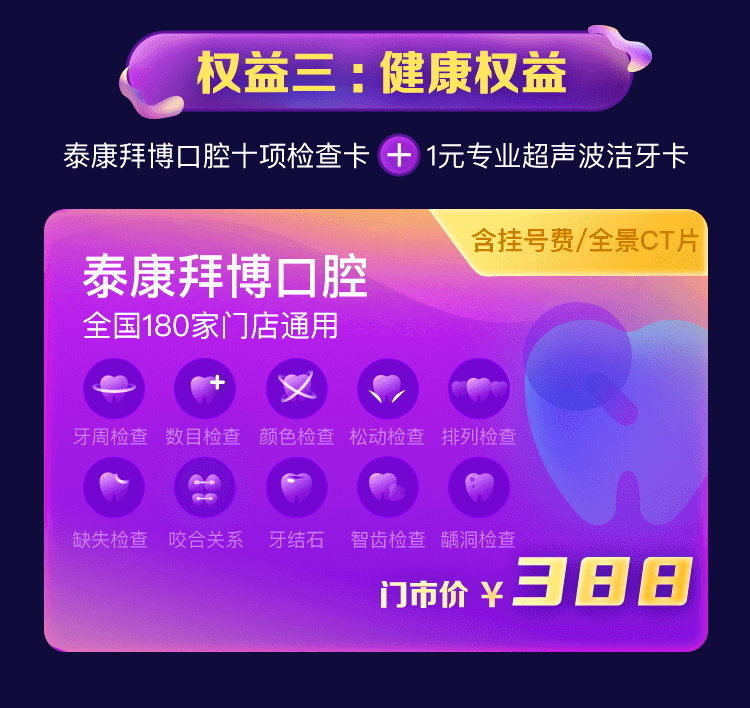 权益三：健康权益
泰康拜博口腔十项检查卡 + 1元专业超声波洁牙卡
含挂号费/全景CT片
泰康拜博口腔
全国180家门店通用
牙周检查 数目检查 颜色检查 松动检查 排列检查
缺失检查 咬合关系 牙结石 智齿检查 龋洞检查
门市价 ¥388